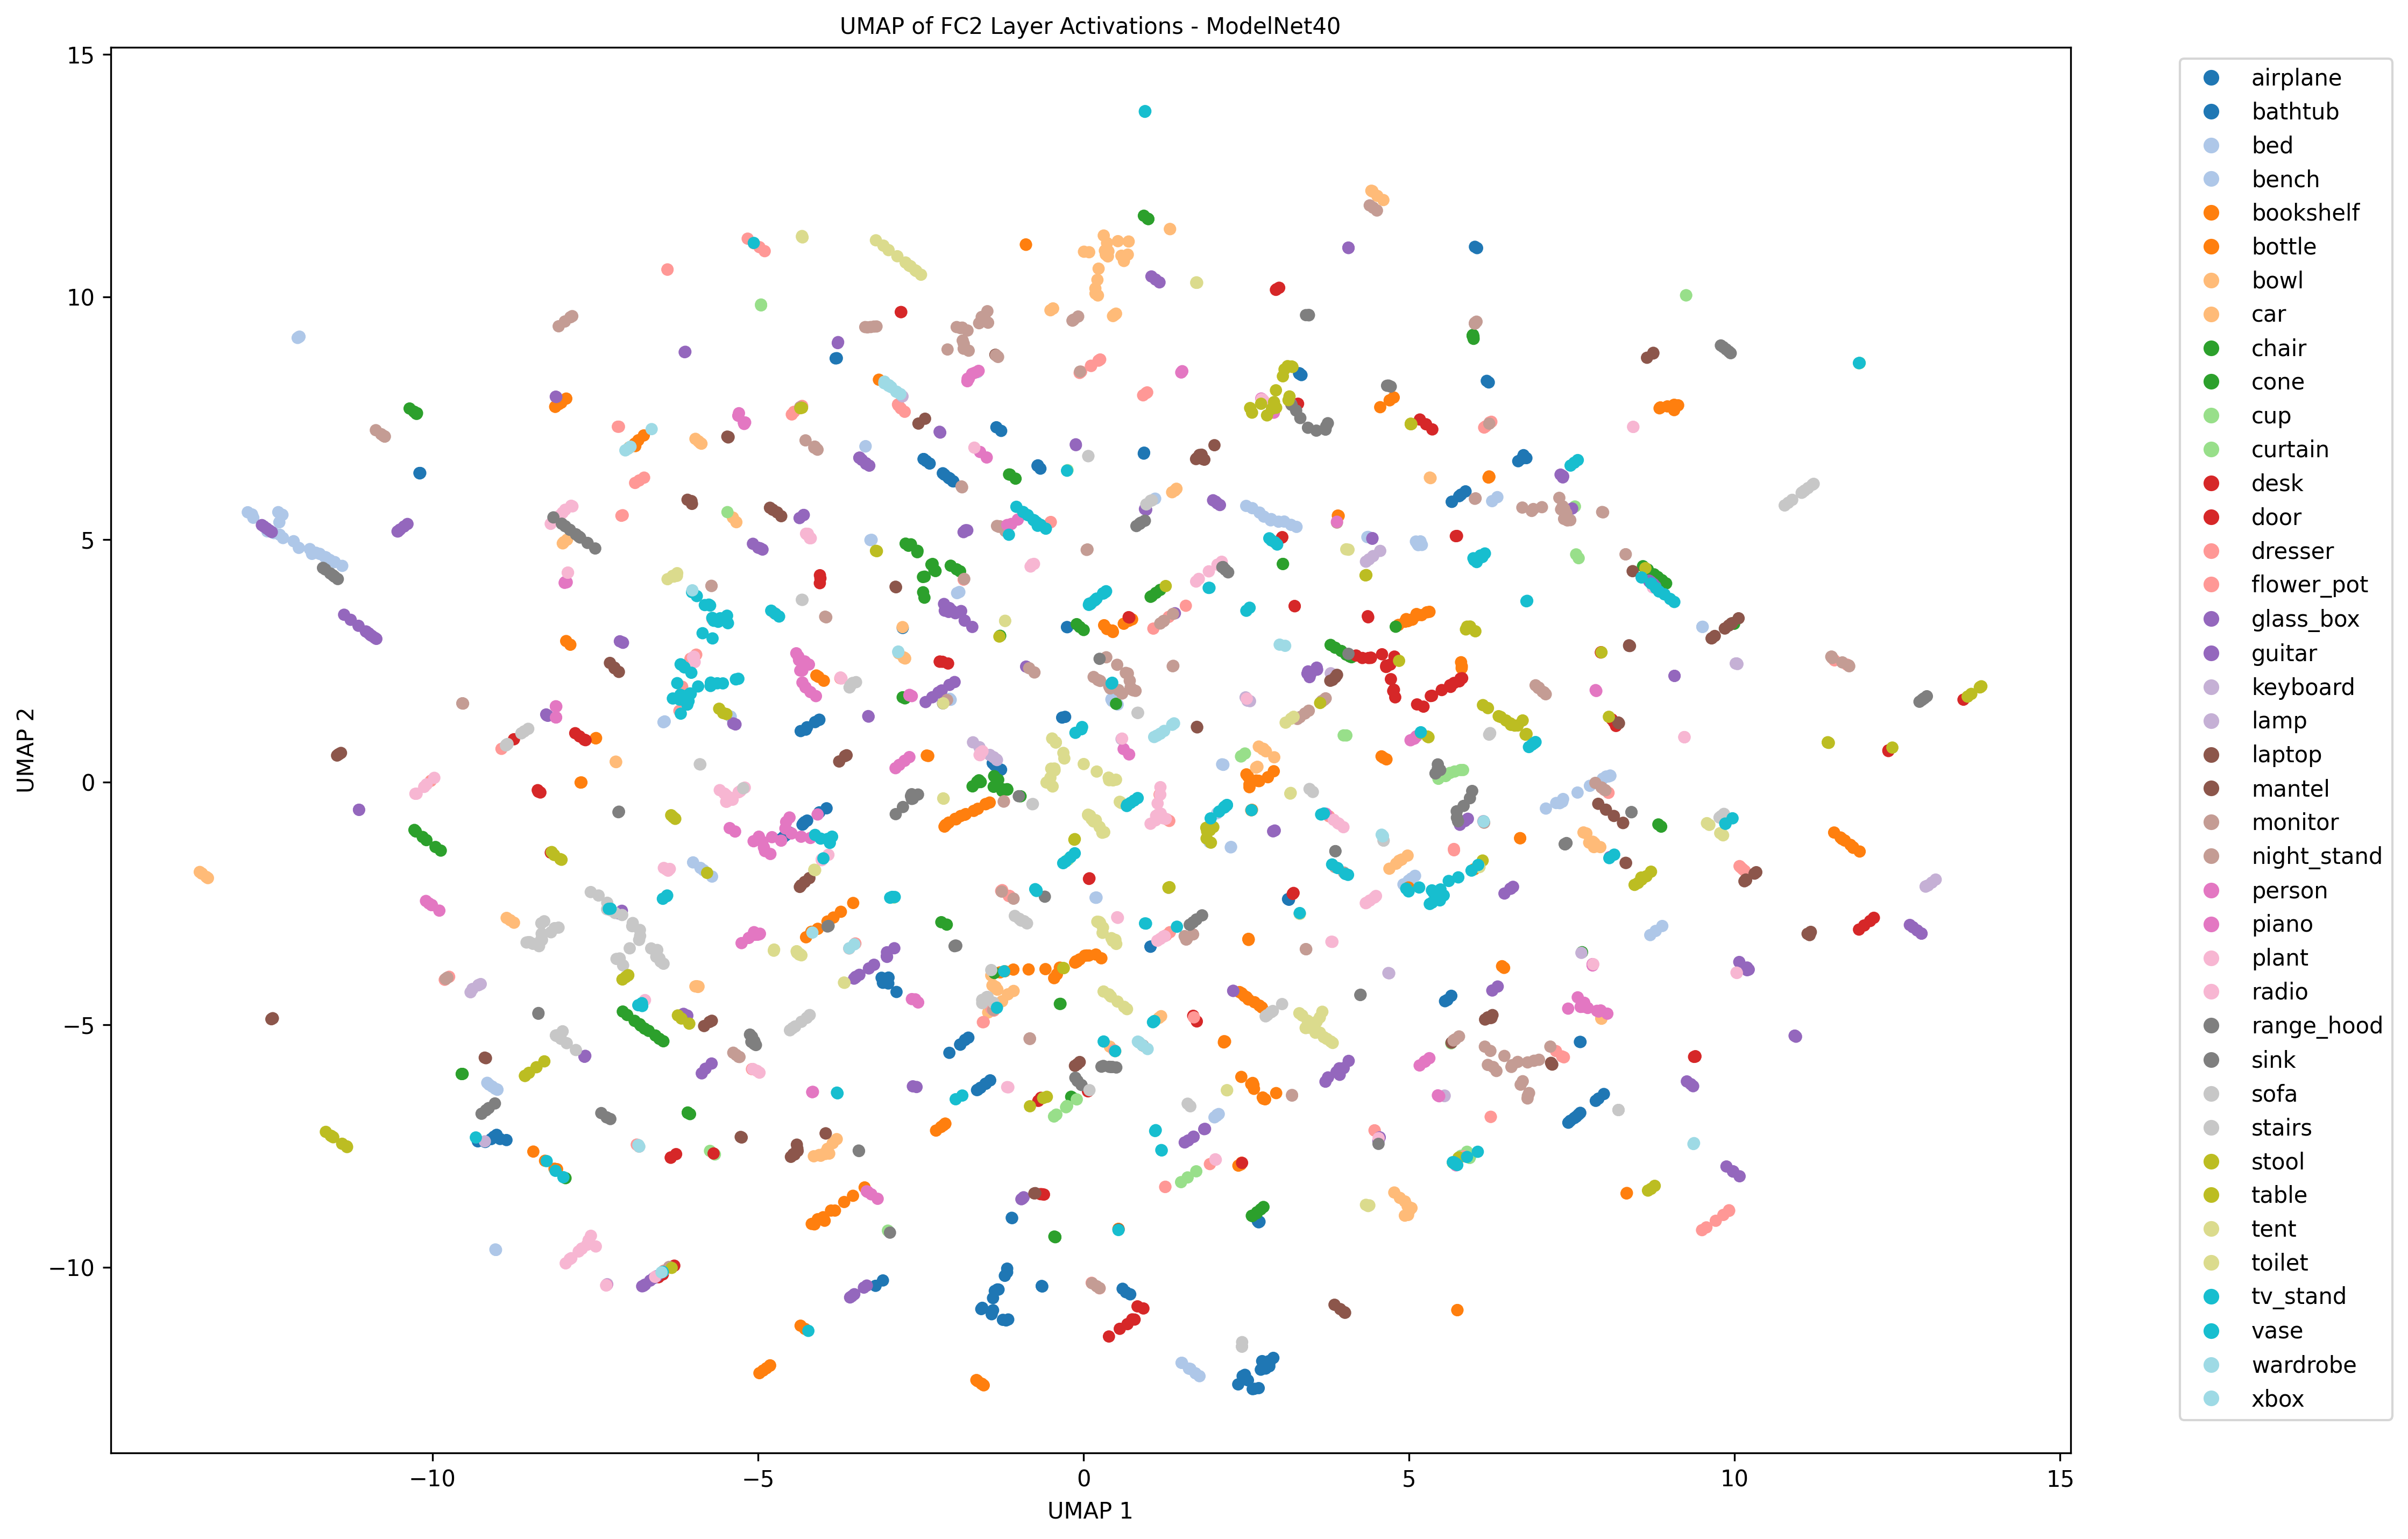 UMAP of FC2 Layer Activations - ModelNet40
15
10
5
0
−5
−10
UMAP 2
−10
−5
0
5
10
15
UMAP 1
airplane
bathtub
bed
bench
bookshelf
bottle
bowl
car
chair
cone
cup
curtain
desk
door
dresser
flower_pot
glass_box
guitar
keyboard
lamp
laptop
mantel
monitor
night_stand
person
piano
plant
radio
range_hood
sink
sofa
stairs
stool
table
tent
toilet
tv_stand
vase
wardrobe
xbox